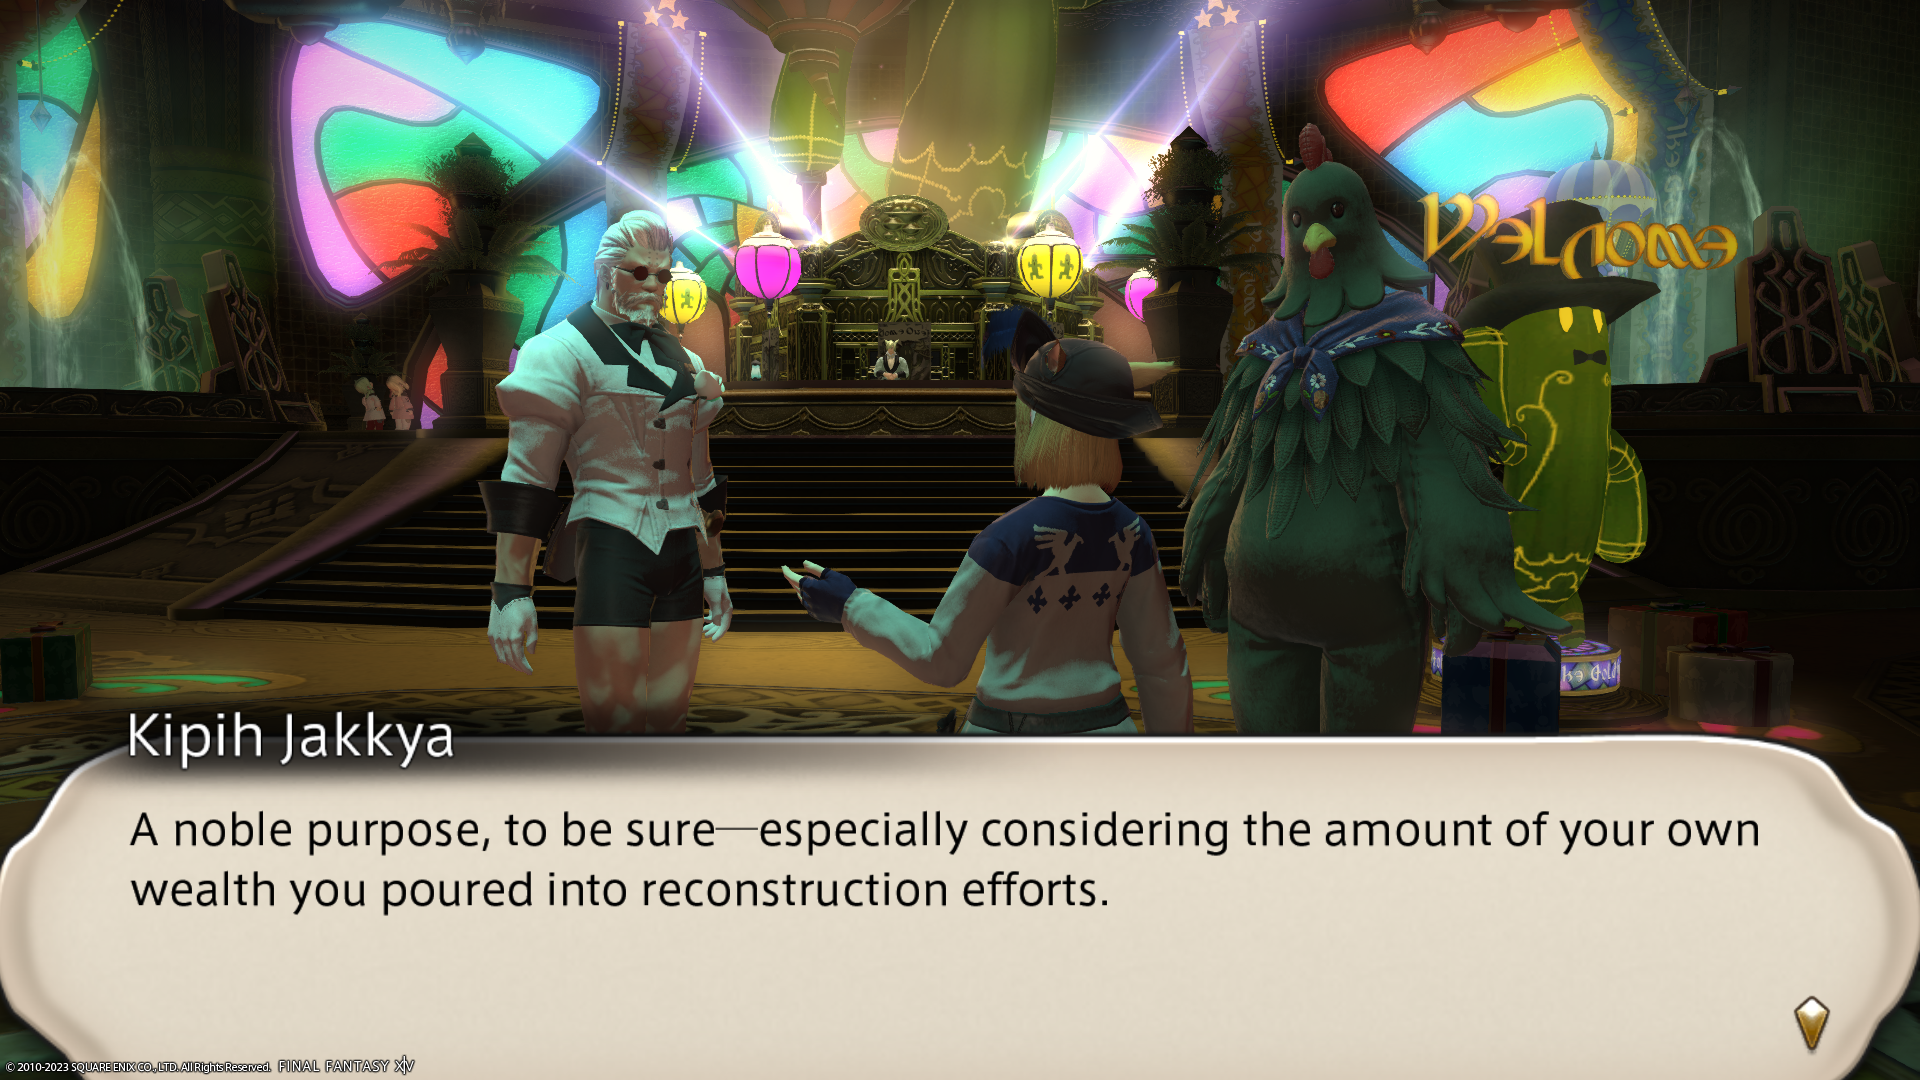 Welcome
Kipih Jakkya
A noble purpose, to be sure—especially considering the amount of your own
wealth you poured into reconstruction efforts.
© 2010-2023 SQUARE ENIX CO., LTD. All Rights Reserved. FINAL FANTASY XIV